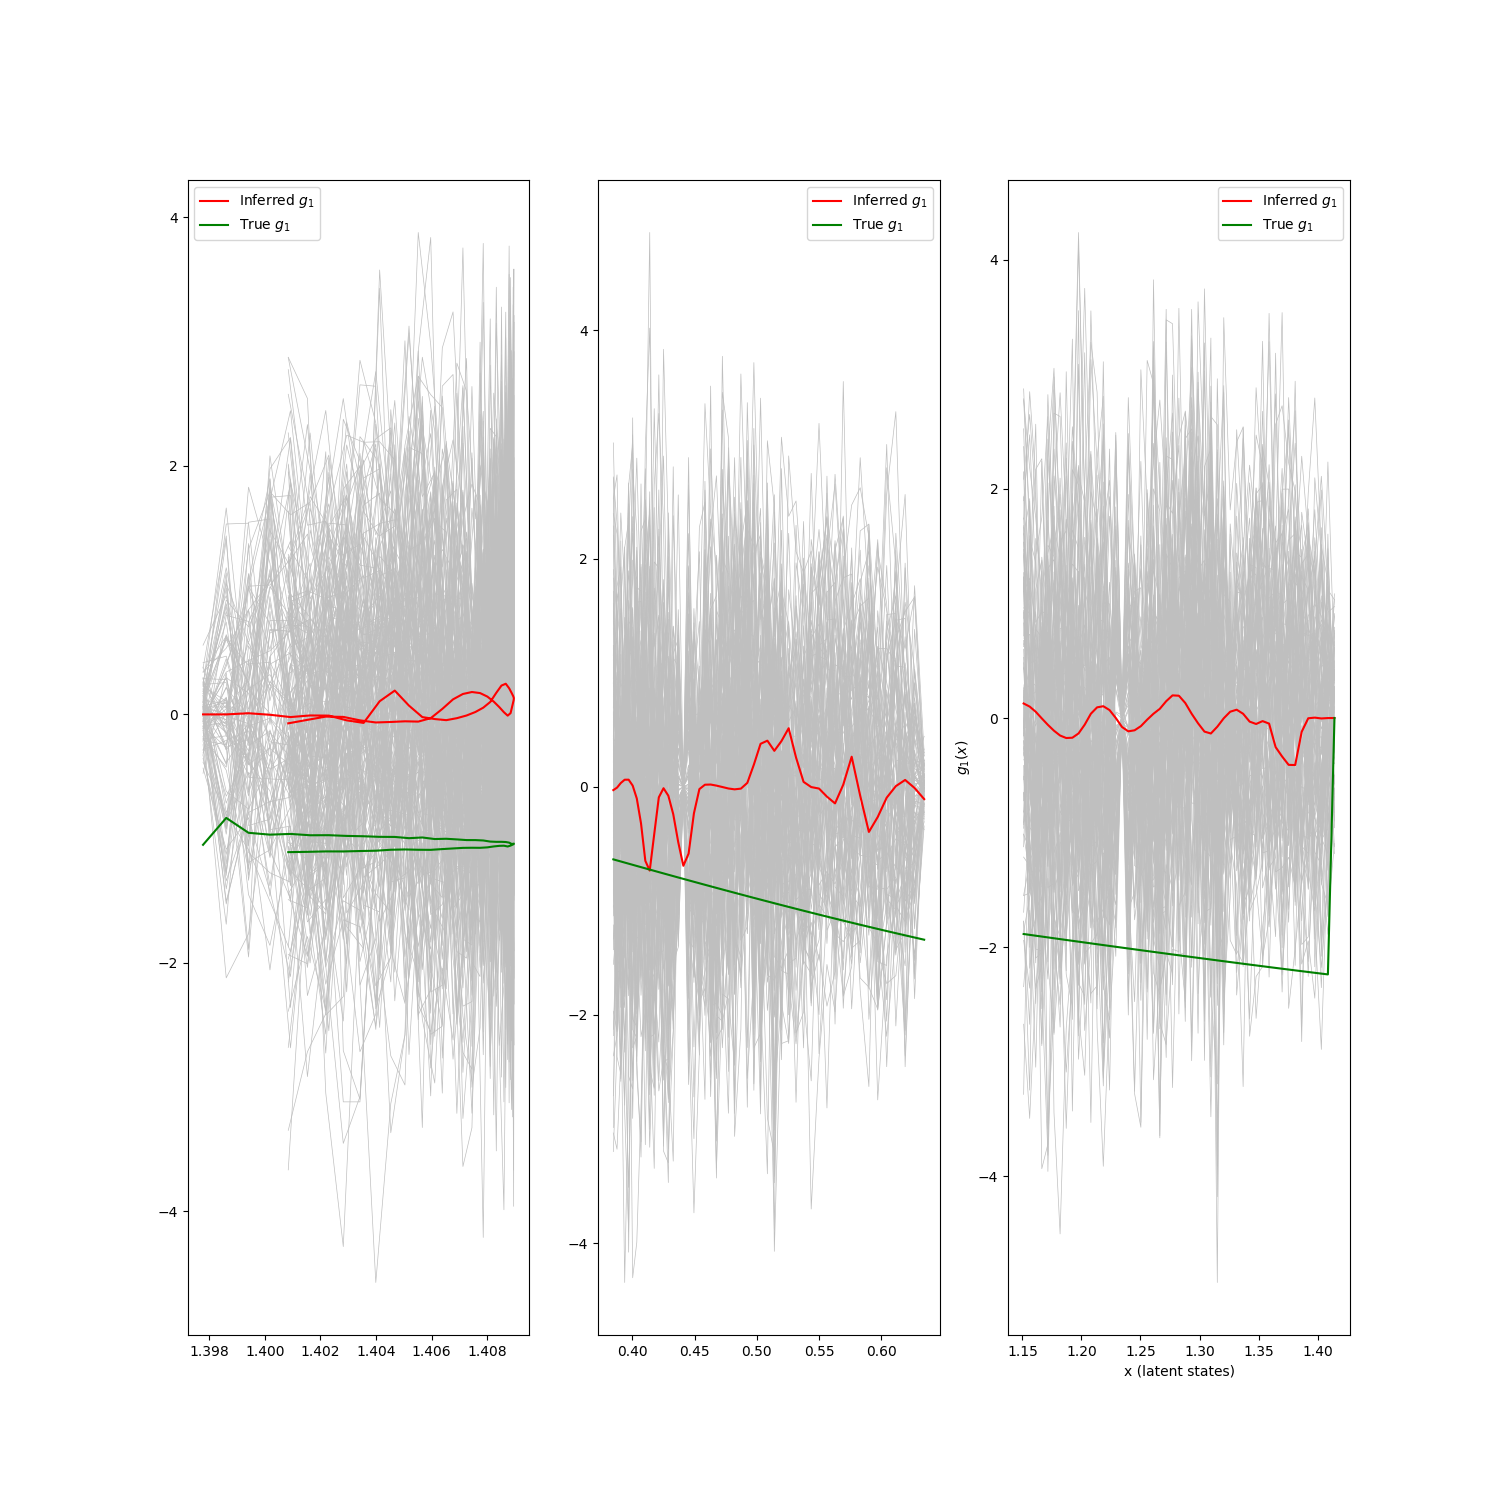 Inferred g₁
True g₁
4
2
0
−2
−4
1.398 1.400 1.402 1.404 1.406 1.408
Inferred g₁
True g₁
4
2
0
−2
−4
0.40 0.45 0.50 0.55 0.60
Inferred g₁
True g₁
4
2
0
−2
−4
g₁(x)
1.15 1.20 1.25 1.30 1.35 1.40
x (latent states)